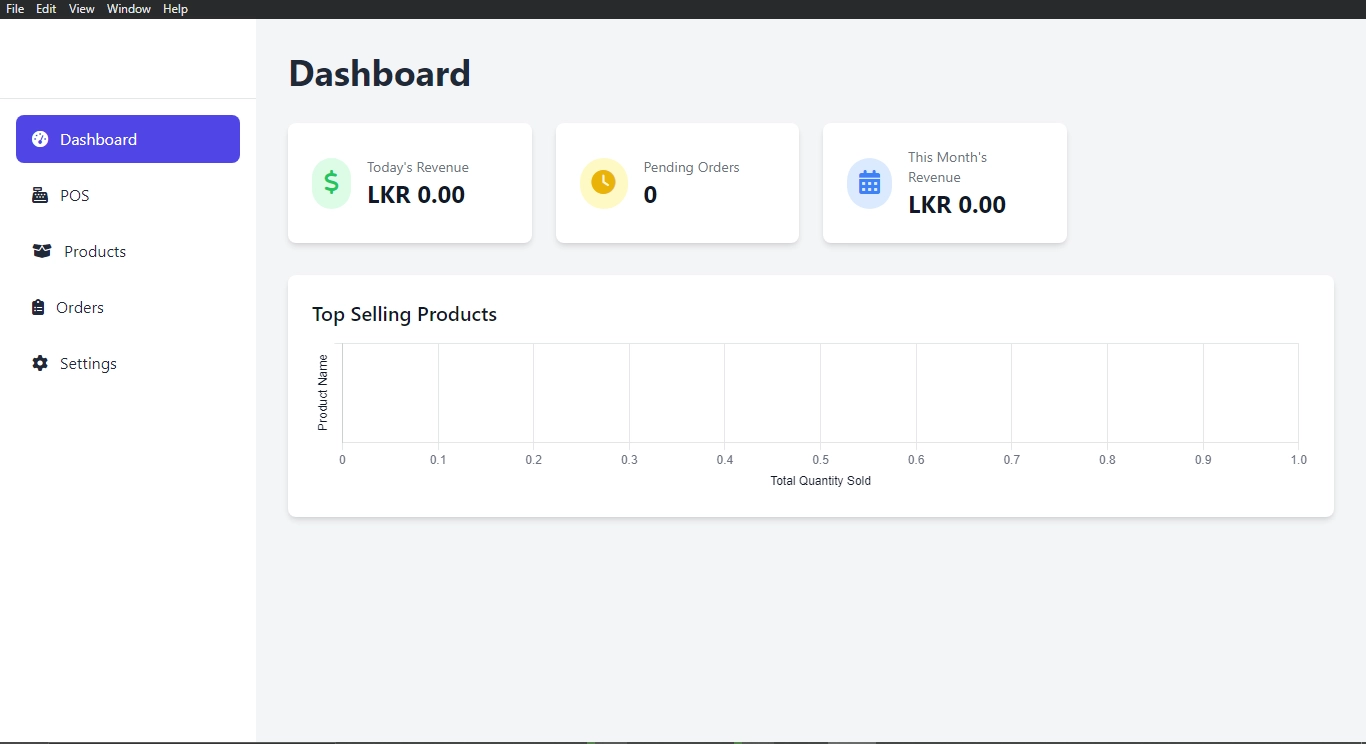 File Edit View Window Help
Dashboard
POS
Products
Orders
Settings
Dashboard
Today's Revenue
LKR 0.00
Pending Orders
0
This Month's
Revenue
LKR 0.00
Top Selling Products
Product Name
0 0.1 0.2 0.3 0.4 0.5 0.6 0.7 0.8 0.9 1.0
Total Quantity Sold